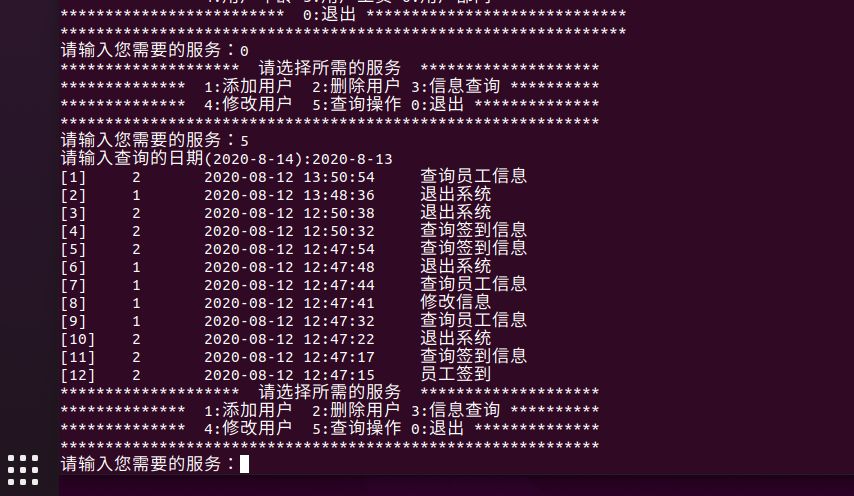 **************************  0:退出 *****************************
***************************************************************
请输入您需要的服务：0
********************  请选择所需的服务  ********************
**************  1:添加用户  2:删除用户 3:信息查询 **********
**************  4:修改用户  5:查询操作 0:退出 **************
************************************************************
请输入您需要的服务：5
请输入查询的日期(2020-8-14):2020-8-13
[1]     2       2020-08-12 13:50:54     查询员工信息
[2]     1       2020-08-12 13:48:36     退出系统
[3]     2       2020-08-12 12:50:38     退出系统
[4]     2       2020-08-12 12:50:32     查询签到信息
[5]     2       2020-08-12 12:47:54     查询签到信息
[6]     1       2020-08-12 12:47:48     退出系统
[7]     1       2020-08-12 12:47:44     查询员工信息
[8]     1       2020-08-12 12:47:41     修改信息
[9]     1       2020-08-12 12:47:32     查询员工信息
[10]    2       2020-08-12 12:47:22     退出系统
[11]    2       2020-08-12 12:47:17     查询签到信息
[12]    2       2020-08-12 12:47:15     员工签到
********************  请选择所需的服务  ********************
**************  1:添加用户  2:删除用户 3:信息查询 **********
**************  4:修改用户  5:查询操作 0:退出 **************
************************************************************
请输入您需要的服务：